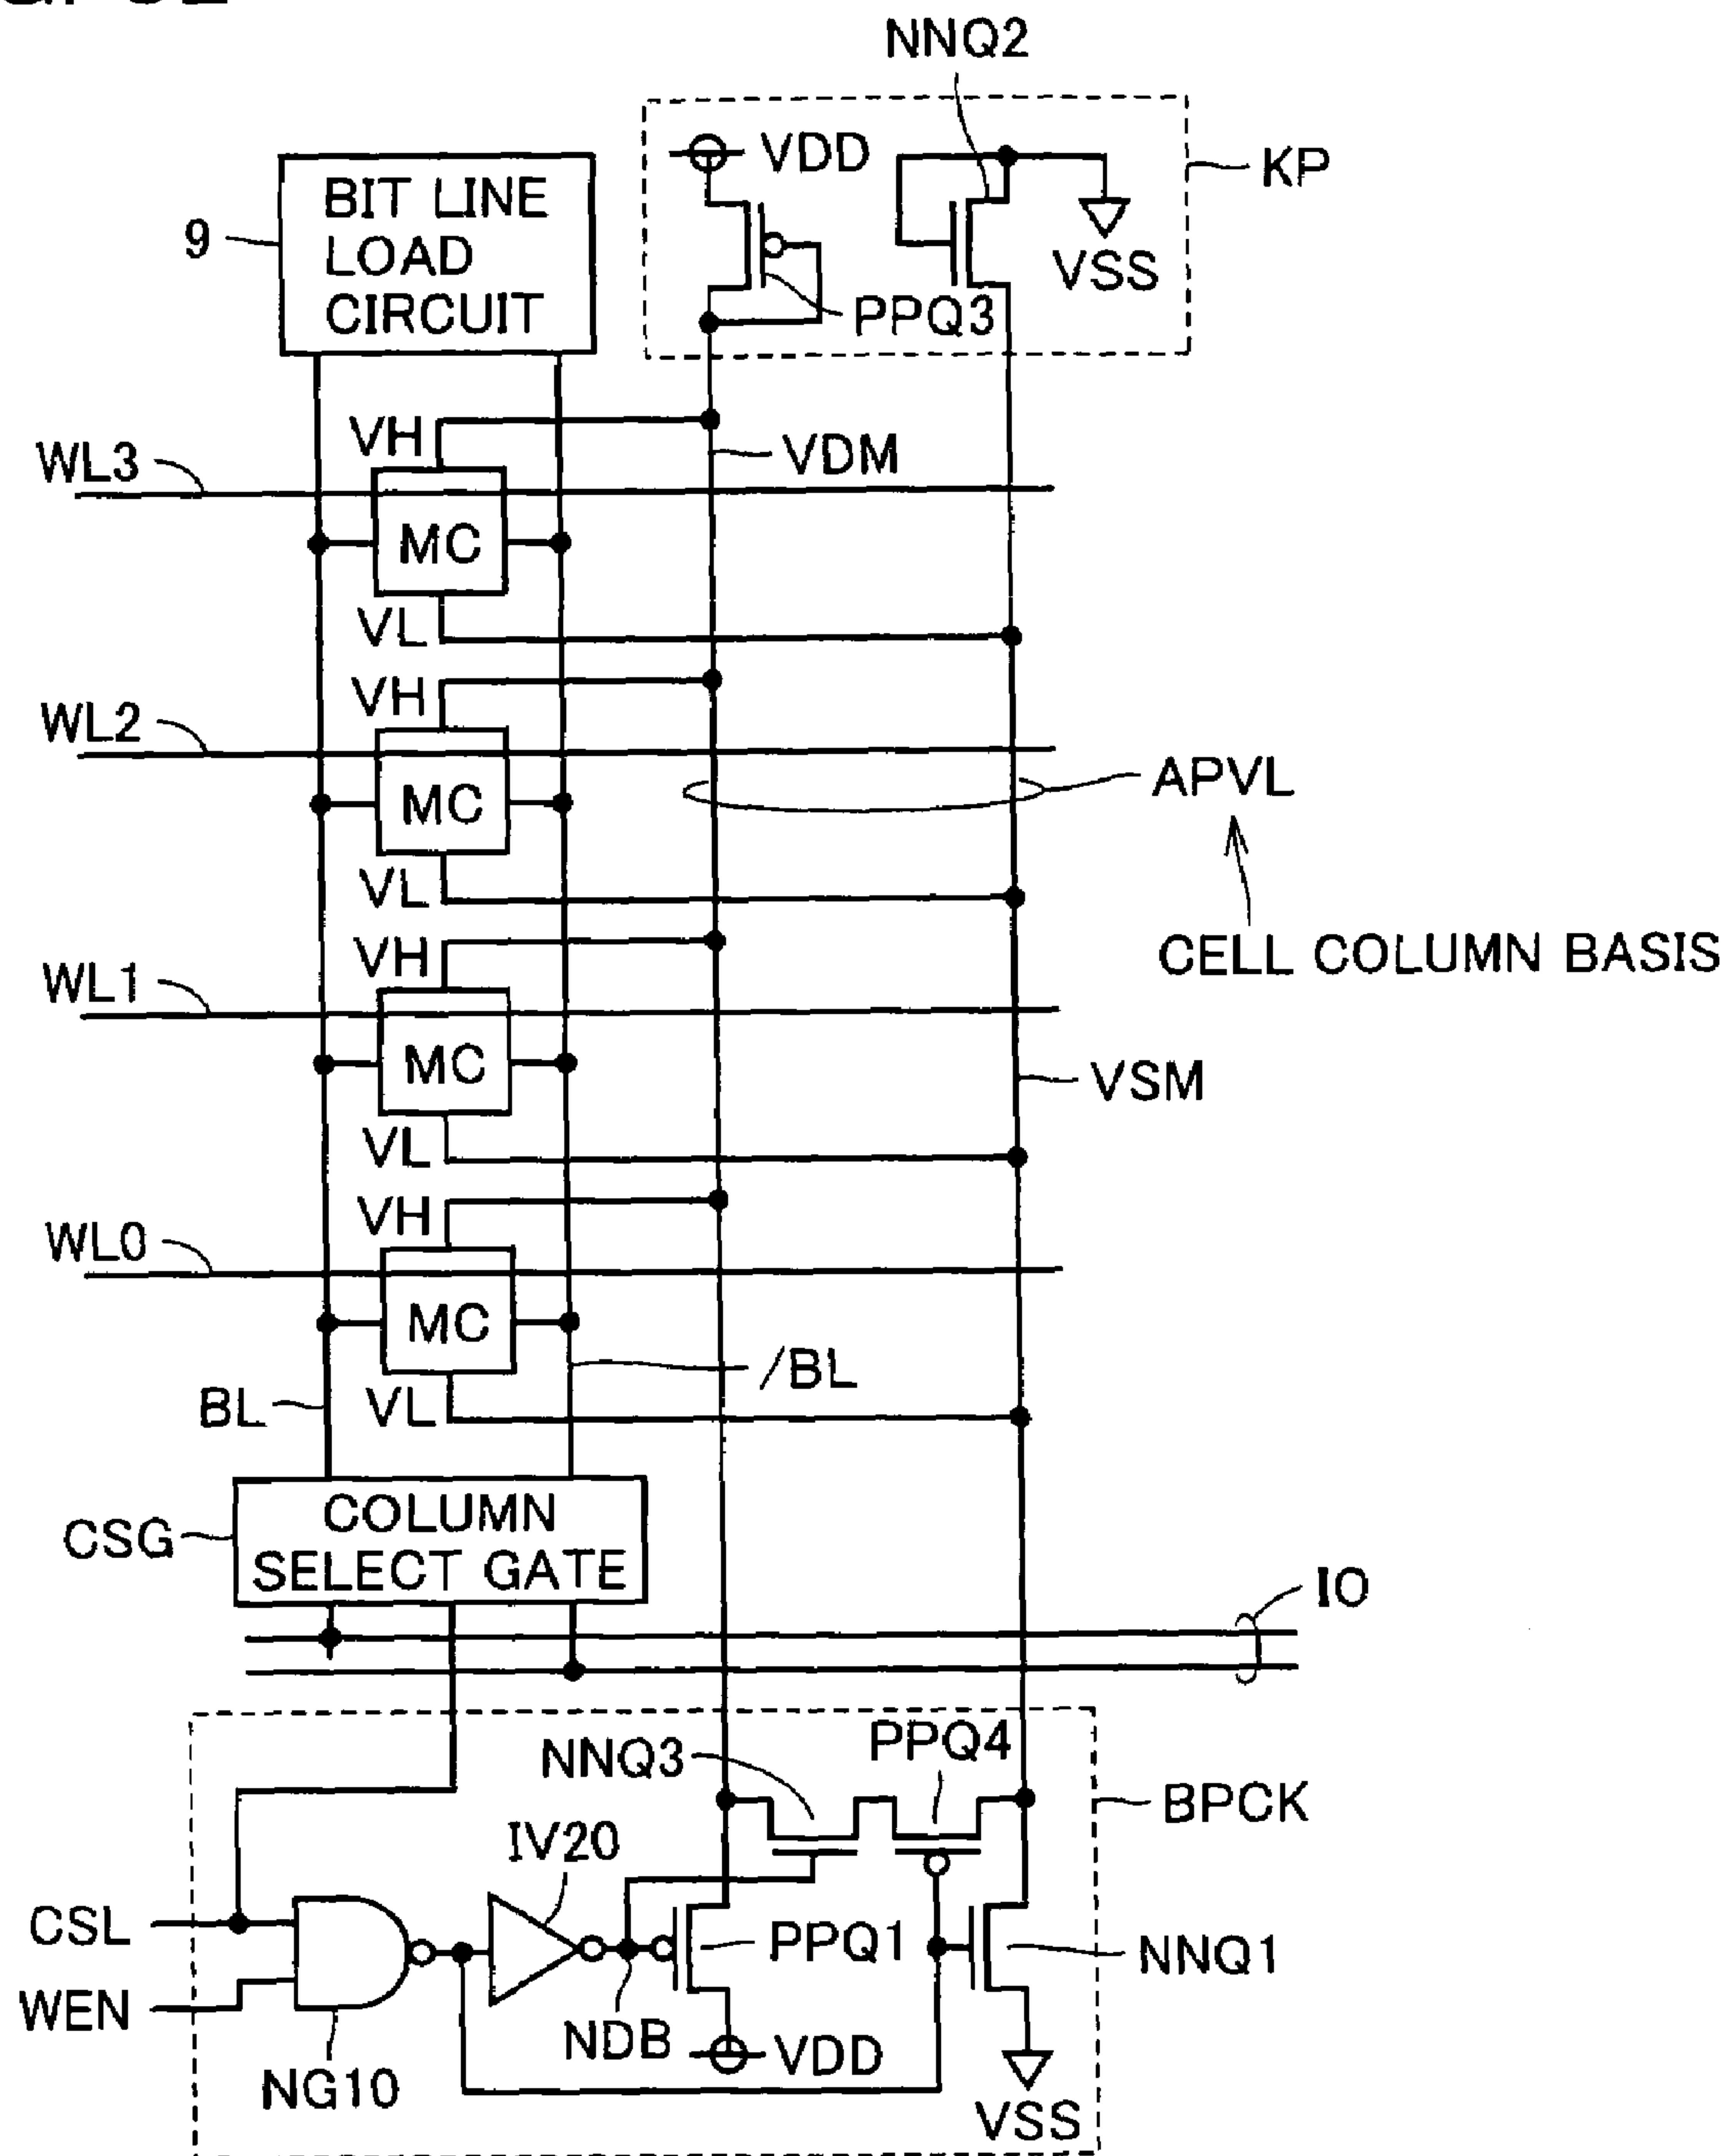 NNQ2
VDD
KP
BIT LINE
LOAD
CIRCUIT
9
VSS
PPQ3
VH
VDM
WL3
MC
VL
VH
WL2
MC
APVL
VL
CELL COLUMN BASIS
VH
WL1
MC
VSM
VL
VH
WL0
MC
/BL
BL
VL
COLUMN
SELECT GATE
CSG
IO
NNQ3
PPQ4
BPCK
IV20
CSL
PPQ1
NNQ1
WEN
NDB
VDD
NG10
VSS